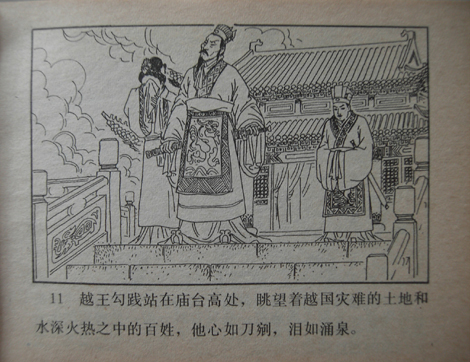 11 越王勾践站在庙台高处，眺望着越国灾难的土地和
水深火热之中的百姓，他心如刀剜，泪如涌泉。